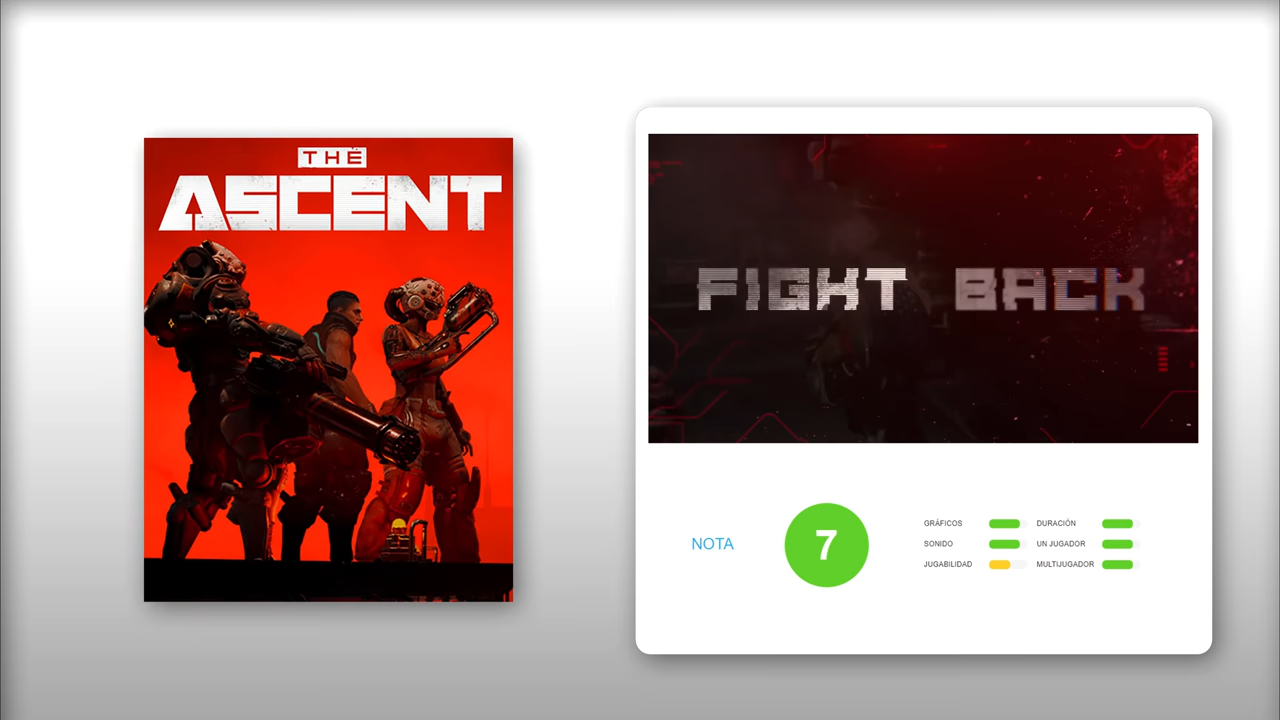 THE
ASCENT
FIGHT BACK
NOTA
7
GRÁFICOS
DURACIÓN
SONIDO
UN JUGADOR
JUGABILIDAD
MULTIJUGADOR